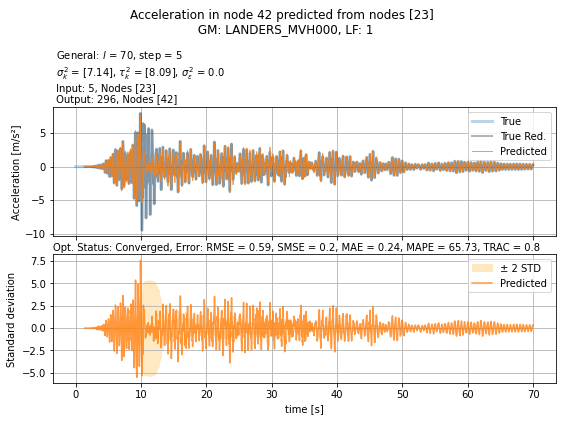 Acceleration in node 42 predicted from nodes [23]
GM: LANDERS_MVH000, LF: 1
General: l = 70, step = 5
σ²ₖ = [7.14], τ²ₖ = [8.09], σ²ε = 0.0
Input: 5, Nodes [23]
Output: 296, Nodes [42]
Acceleration [m/s²]
5
0
−5
−10
True
True Red.
Predicted
Opt. Status: Converged, Error: RMSE = 0.59, SMSE = 0.2, MAE = 0.24, MAPE = 65.73, TRAC = 0.8
Standard deviation
7.5
5.0
2.5
0.0
−2.5
−5.0
± 2 STD
Predicted
0 10 20 30 40 50 60 70
time [s]